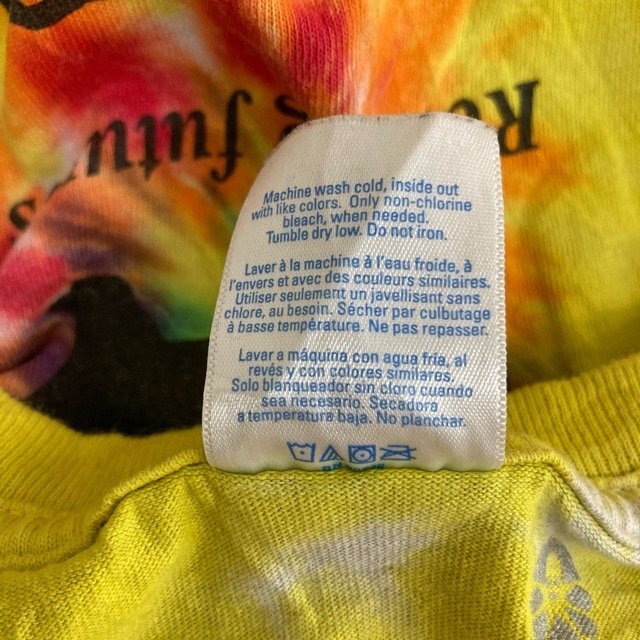 futu
Machine wash cold, inside out
with like colors. Only non-chlorine
bleach, when needed.
Tumble dry low. Do not iron.
Laver à la machine à l'eau froide, à
l'envers et avec des couleurs similaires.
Utiliser seulement un javellisant sans
chlore, au besoin. Sécher par culbutage
à basse température. Ne pas repasser.
Lavar a máquina con agua fría, al
revés y con colores similares.
Solo blanqueador sin cloro cuando
sea necesario. Secadora
a temperatura baja. No planchar.